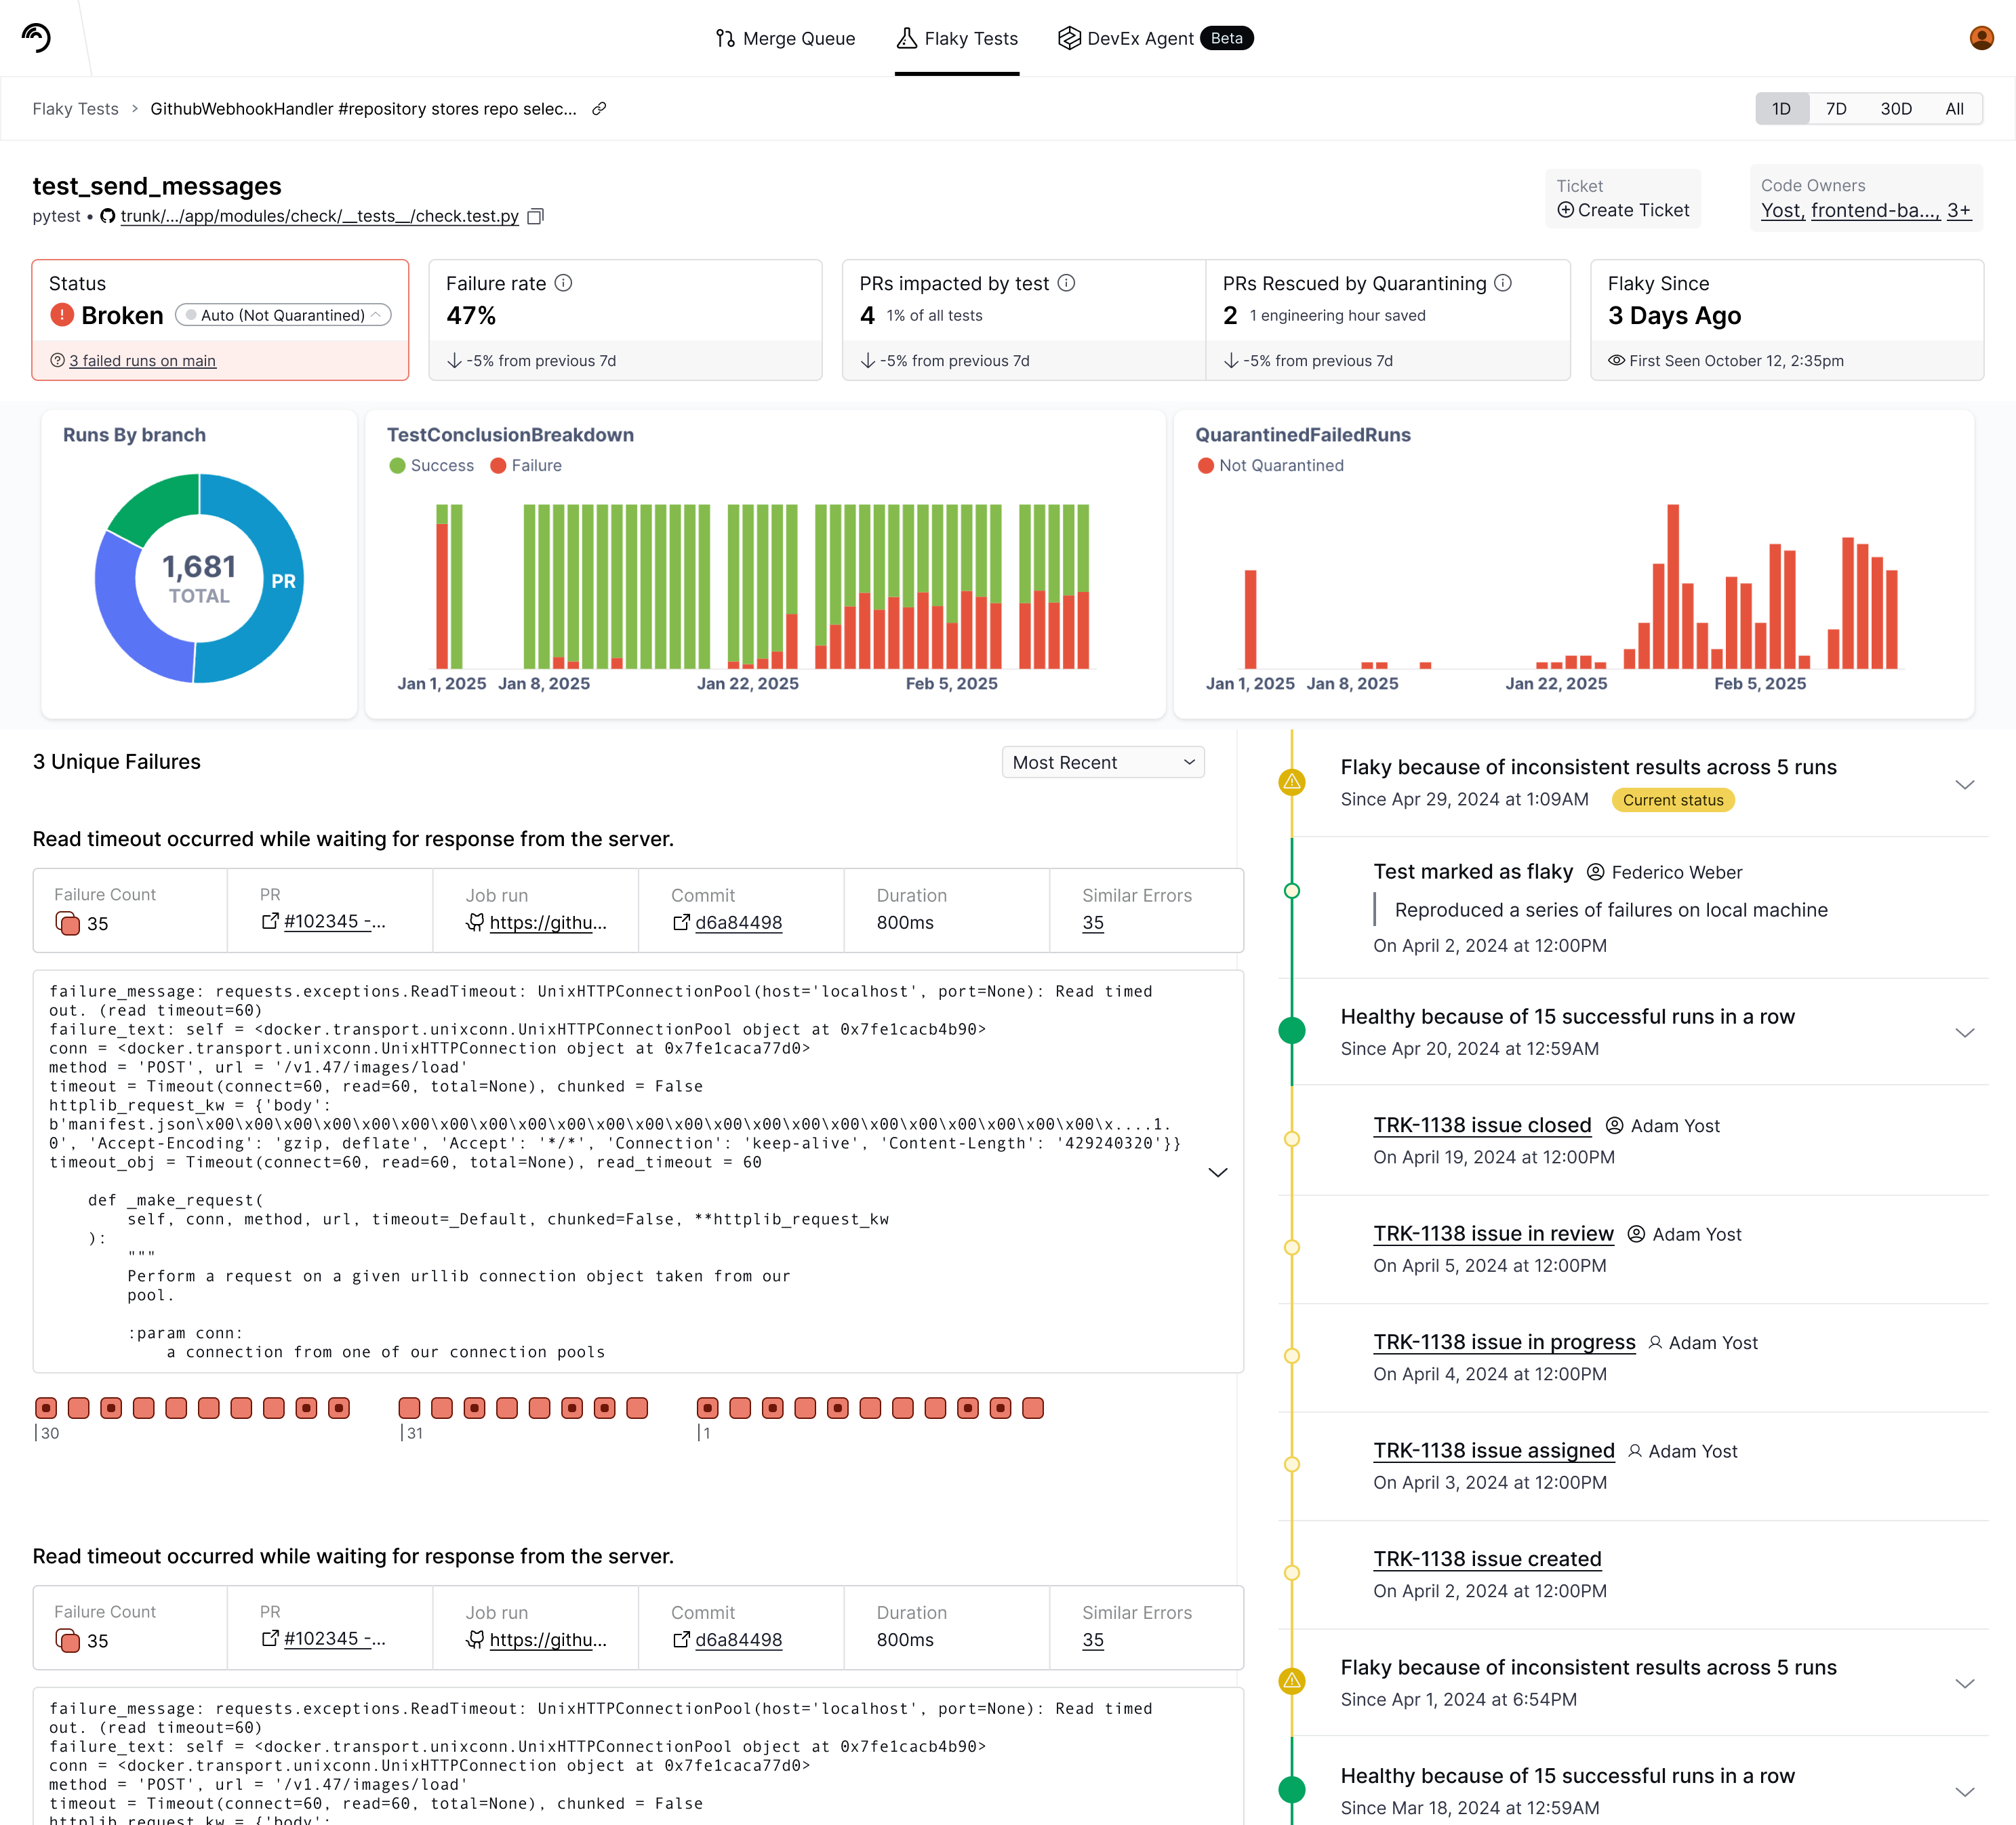 Merge Queue
Flaky Tests
DevEx Agent Beta
Flaky Tests > GithubWebhookHandler #repository stores repo selec...
1D 7D 30D All
test_send_messages
pytest • trunk/.../app/modules/check/__tests__/check.test.py
Ticket
Create Ticket
Code Owners
Yost, frontend-ba..., 3+
Status
Broken Auto (Not Quarantined)
3 failed runs on main
Failure rate
47%
-5% from previous 7d
PRs impacted by test
4 1% of all tests
-5% from previous 7d
PRs Rescued by Quarantining
2 1 engineering hour saved
-5% from previous 7d
Flaky Since
3 Days Ago
First Seen October 12, 2:35pm
Runs By branch
1,681
TOTAL
PR
TestConclusionBreakdown
Success Failure
Jan 1, 2025 Jan 8, 2025 Jan 22, 2025 Feb 5, 2025
QuarantinedFailedRuns
Not Quarantined
Jan 1, 2025 Jan 8, 2025 Jan 22, 2025 Feb 5, 2025
3 Unique Failures
Most Recent
Read timeout occurred while waiting for response from the server.
Failure Count
35
PR
#102345 -...
Job run
https://githu...
Commit
d6a84498
Duration
800ms
Similar Errors
35
failure_message: requests.exceptions.ReadTimeout: UnixHTTPConnectionPool(host='localhost', port=None): Read timed
out. (read timeout=60)
failure_text: self = <docker.transport.unixconn.UnixHTTPConnectionPool object at 0x7fe1cacb4b90>
conn = <docker.transport.unixconn.UnixHTTPConnection object at 0x7fe1caca77d0>
method = 'POST', url = '/v1.47/images/load'
timeout = Timeout(connect=60, read=60, total=None), chunked = False
httplib_request_kw = {'body':
b'manifest.json\x00\x00\x00\x00\x00\x00\x00\x00\x00\x00\x00\x00\x00\x00\x00\x00\x00\x00\x00\x00\x00\x....1.
0', 'Accept-Encoding': 'gzip, deflate', 'Accept': '*/*', 'Connection': 'keep-alive', 'Content-Length': '429240320'}}
timeout_obj = Timeout(connect=60, read=60, total=None), read_timeout = 60
def _make_request(
self, conn, method, url, timeout=_Default, chunked=False, **httplib_request_kw
):
"""
Perform a request on a given urllib connection object taken from our
pool.
:param conn:
a connection from one of our connection pools
30 31 1
Read timeout occurred while waiting for response from the server.
Failure Count
35
PR
#102345 -...
Job run
https://githu...
Commit
d6a84498
Duration
800ms
Similar Errors
35
failure_message: requests.exceptions.ReadTimeout: UnixHTTPConnectionPool(host='localhost', port=None): Read timed
out. (read timeout=60)
failure_text: self = <docker.transport.unixconn.UnixHTTPConnectionPool object at 0x7fe1cacb4b90>
conn = <docker.transport.unixconn.UnixHTTPConnection object at 0x7fe1caca77d0>
method = 'POST', url = '/v1.47/images/load'
timeout = Timeout(connect=60, read=60, total=None), chunked = False
httplib_request_kw = {'body':
Flaky because of inconsistent results across 5 runs
Since Apr 29, 2024 at 1:09AM Current status
Test marked as flaky Federico Weber
Reproduced a series of failures on local machine
On April 2, 2024 at 12:00PM
Healthy because of 15 successful runs in a row
Since Apr 20, 2024 at 12:59AM
TRK-1138 issue closed Adam Yost
On April 19, 2024 at 12:00PM
TRK-1138 issue in review Adam Yost
On April 5, 2024 at 12:00PM
TRK-1138 issue in progress Adam Yost
On April 4, 2024 at 12:00PM
TRK-1138 issue assigned Adam Yost
On April 3, 2024 at 12:00PM
TRK-1138 issue created
On April 2, 2024 at 12:00PM
Flaky because of inconsistent results across 5 runs
Since Apr 1, 2024 at 6:54PM
Healthy because of 15 successful runs in a row
Since Mar 18, 2024 at 12:59AM